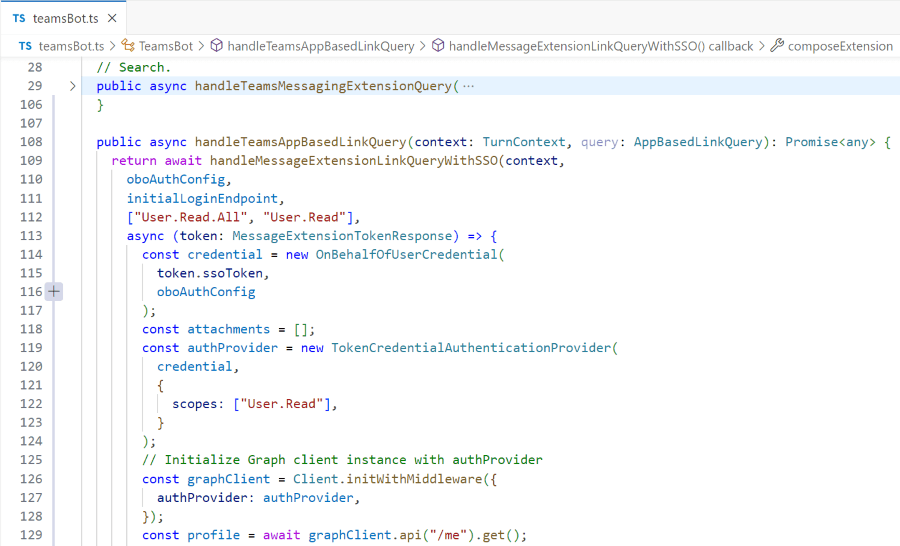 TS teamsBot.ts ×
TS teamsBot.ts > TeamsBot > handleTeamsAppBasedLinkQuery > handleMessageExtensionLinkQueryWithSSO() callback > composeExtension
28 // Search.
29 > public async handleTeamsMessagingExtensionQuery( ···
106 }
107
108 public async handleTeamsAppBasedLinkQuery(context: TurnContext, query: AppBasedLinkQuery): Promise<any> {
109 return await handleMessageExtensionLinkQueryWithSSO(context,
110 oboAuthConfig,
111 initialLoginEndpoint,
112 ["User.Read.All", "User.Read"],
113 async (token: MessageExtensionTokenResponse) => {
114 const credential = new OnBehalfOfUserCredential(
115 token.ssoToken,
116 + oboAuthConfig
117 );
118 const attachments = [];
119 const authProvider = new TokenCredentialAuthenticationProvider(
120 credential,
121 {
122 scopes: ["User.Read"],
123 }
124 );
125 // Initialize Graph client instance with authProvider
126 const graphClient = Client.initWithMiddleware({
127 authProvider: authProvider,
128 });
129 const profile = await graphClient.api("/me").get();